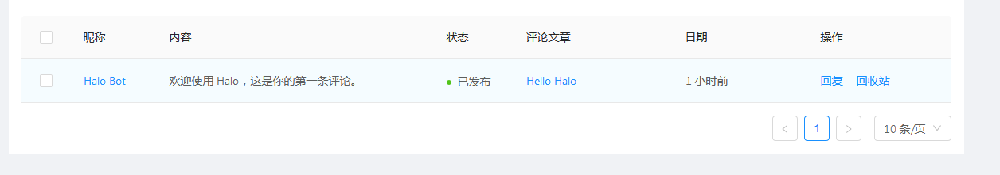 昵称 内容 状态 评论文章 日期 操作
Halo Bot 欢迎使用 Halo，这是你的第一条评论。 已发布 Hello Halo 1 小时前 回复 回收站
1 10 条/页